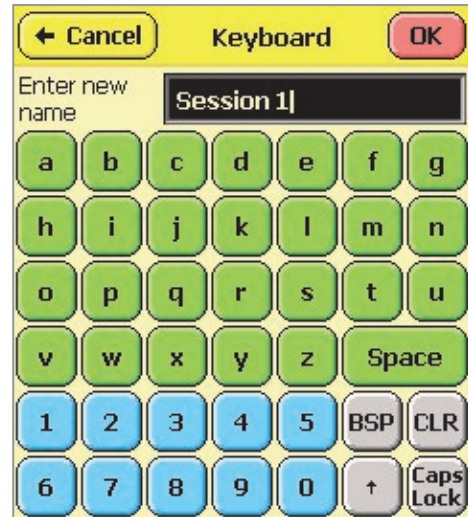 ← Cancel Keyboard OK
Enter new
name
Session 1
a b c d e f g
h i j k l m n
o p q r s t u
v w x y z Space
1 2 3 4 5 BSP CLR
6 7 8 9 0 ↑ Caps
Lock